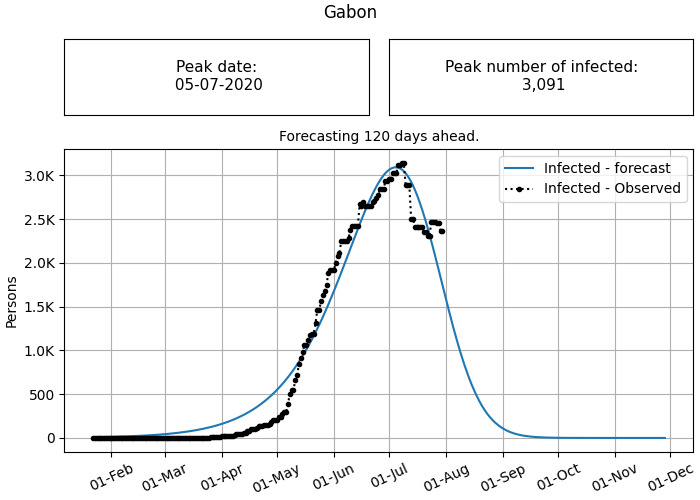 Gabon
Peak date:
05-07-2020
Peak number of infected:
3,091
Forecasting 120 days ahead.
Infected - forecast
Infected - Observed
Persons
3.0K
2.5K
2.0K
1.5K
1.0K
500
0
01-Feb
01-Mar
01-Apr
01-May
01-Jun
01-Jul
01-Aug
01-Sep
01-Oct
01-Nov
01-Dec